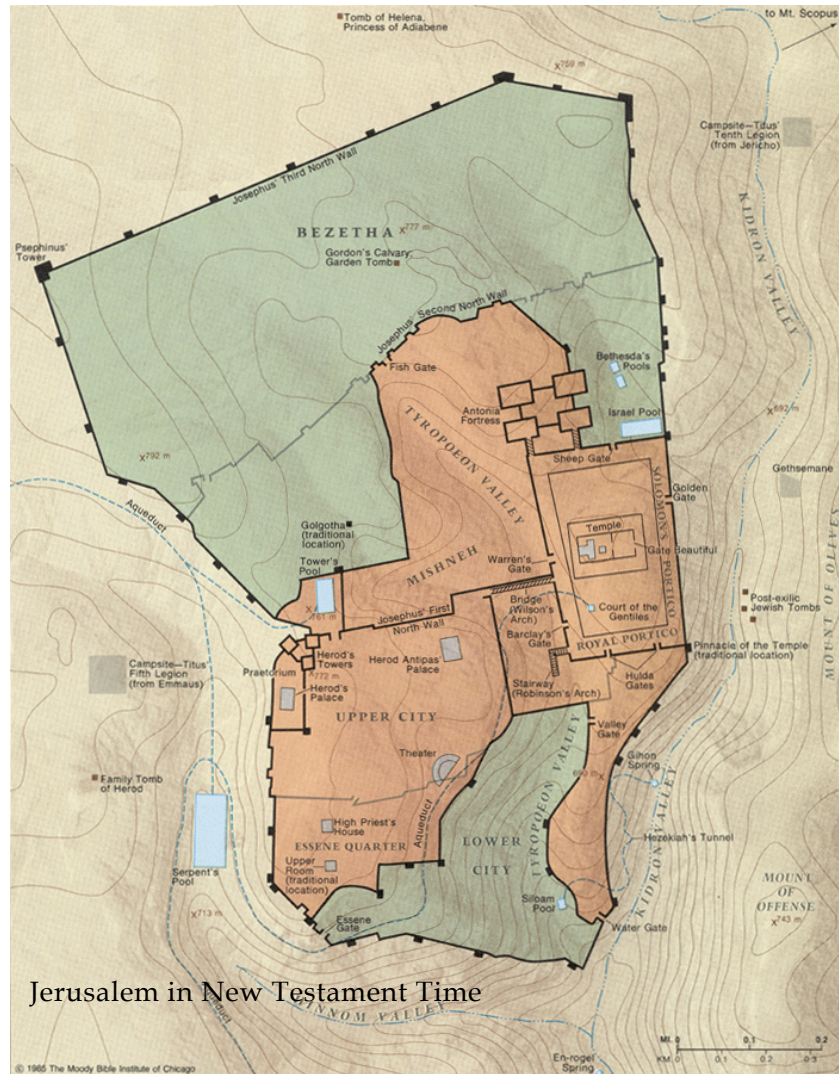 to Mt. Scopus
Tomb of Helena,
Princess of Adiabene
759 m
Campsite—Titus'
Tenth Legion
(from Jericho)
Josephus' Third North Wall
KIDRON VALLEY
BEZETHA
777 m
Psephinus'
Tower
Gordon's Calvary
Garden Tomb
Josephus' Second North Wall
Fish Gate
Bethesda's
Pools
Antonia
Fortress
Israel Pool
692 m
TYROPOEON VALLEY
792 m
Sheep Gate
Gethsemane
SOLOMON'S PORTICO
Golden
Gate
Aqueduct
Golgotha
(traditional
location)
Temple
Gate Beautiful
MOUNT OF OLIVES
Tower's
Pool
MISHNEH
Warren's
Gate
Post-exilic
Jewish Tombs
761 m
Josephus' First
North Wall
Bridge
(Wilson's
Arch)
Court of the
Gentiles
Barclay's
Gate
ROYAL PORTICO
Pinnacle of the Temple
(traditional location)
Herod's
Towers
Herod Antipas'
Palace
Campsite—Titus'
Fifth Legion
(from Emmaus)
Praetorium
772 m
Herod's
Palace
Stairway
(Robinson's Arch)
Hulda
Gates
UPPER CITY
Valley
Gate
Theater
TYROPOEON VALLEY
Gihon
Spring
Family Tomb
of Herod
High Priest's
House
Aqueduct
LOWER
CITY
Hezekiah's Tunnel
ESSENE QUARTER
Serpent's
Pool
Upper
Room
(traditional
location)
KIDRON VALLEY
MOUNT
OF
OFFENSE
743 m
Siloam
Pool
713 m
Essene
Gate
Water Gate
Jerusalem in New Testament Time
Aqueduct
HINNOM VALLEY
MI. 0 0.1 0.2
KM. 0 0.1 0.2 0.3
En-rogel
Spring
© 1985 The Moody Bible Institute of Chicago